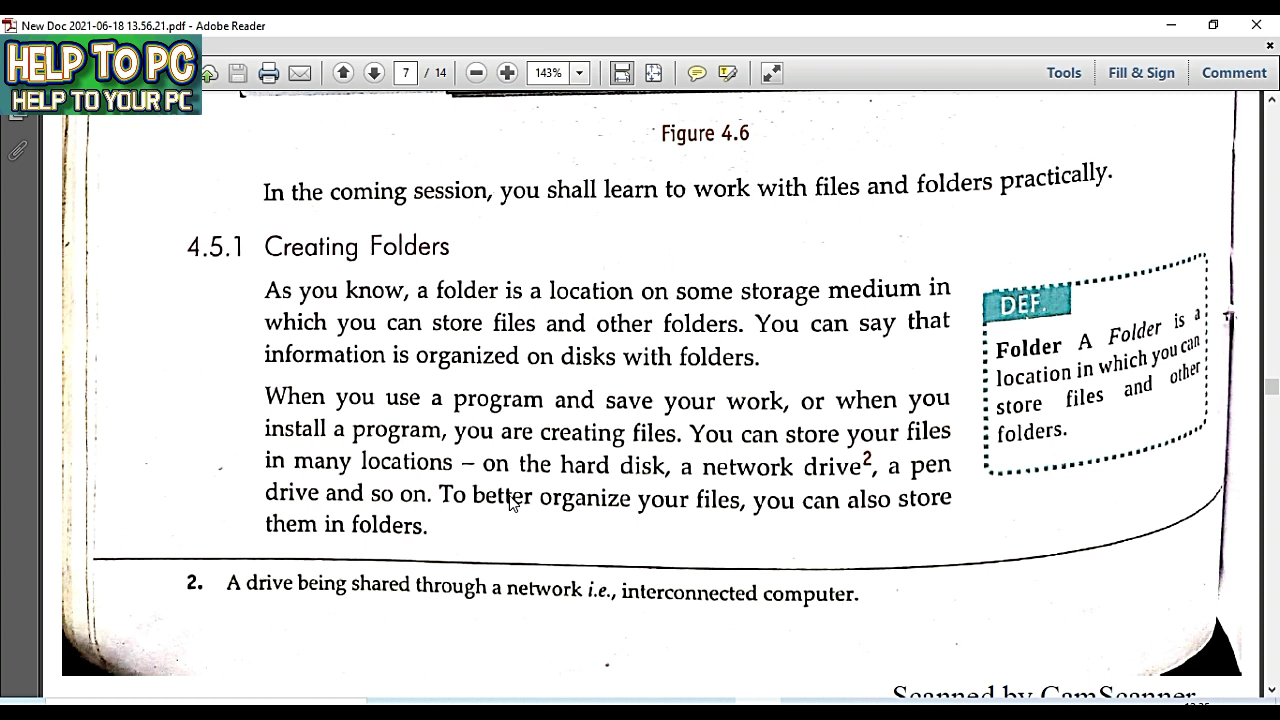 New Doc 2021-06-18 13.56.21.pdf - Adobe Reader
HELP TO PC
HELP TO YOUR PC
7 / 14
143%
Tools
Fill & Sign
Comment
Figure 4.6
In the coming session, you shall learn to work with files and folders practically.
4.5.1 Creating Folders
As you know, a folder is a location on some storage medium in
which you can store files and other folders. You can say that
information is organized on disks with folders.
When you use a program and save your work, or when you
install a program, you are creating files. You can store your files
in many locations – on the hard disk, a network drive2, a pen
drive and so on. To better organize your files, you can also store
them in folders.
DEF.
Folder A Folder is a
location in which you can
store files and other
folders.
2. A drive being shared through a network i.e., interconnected computer.
Scanned by CamScanner